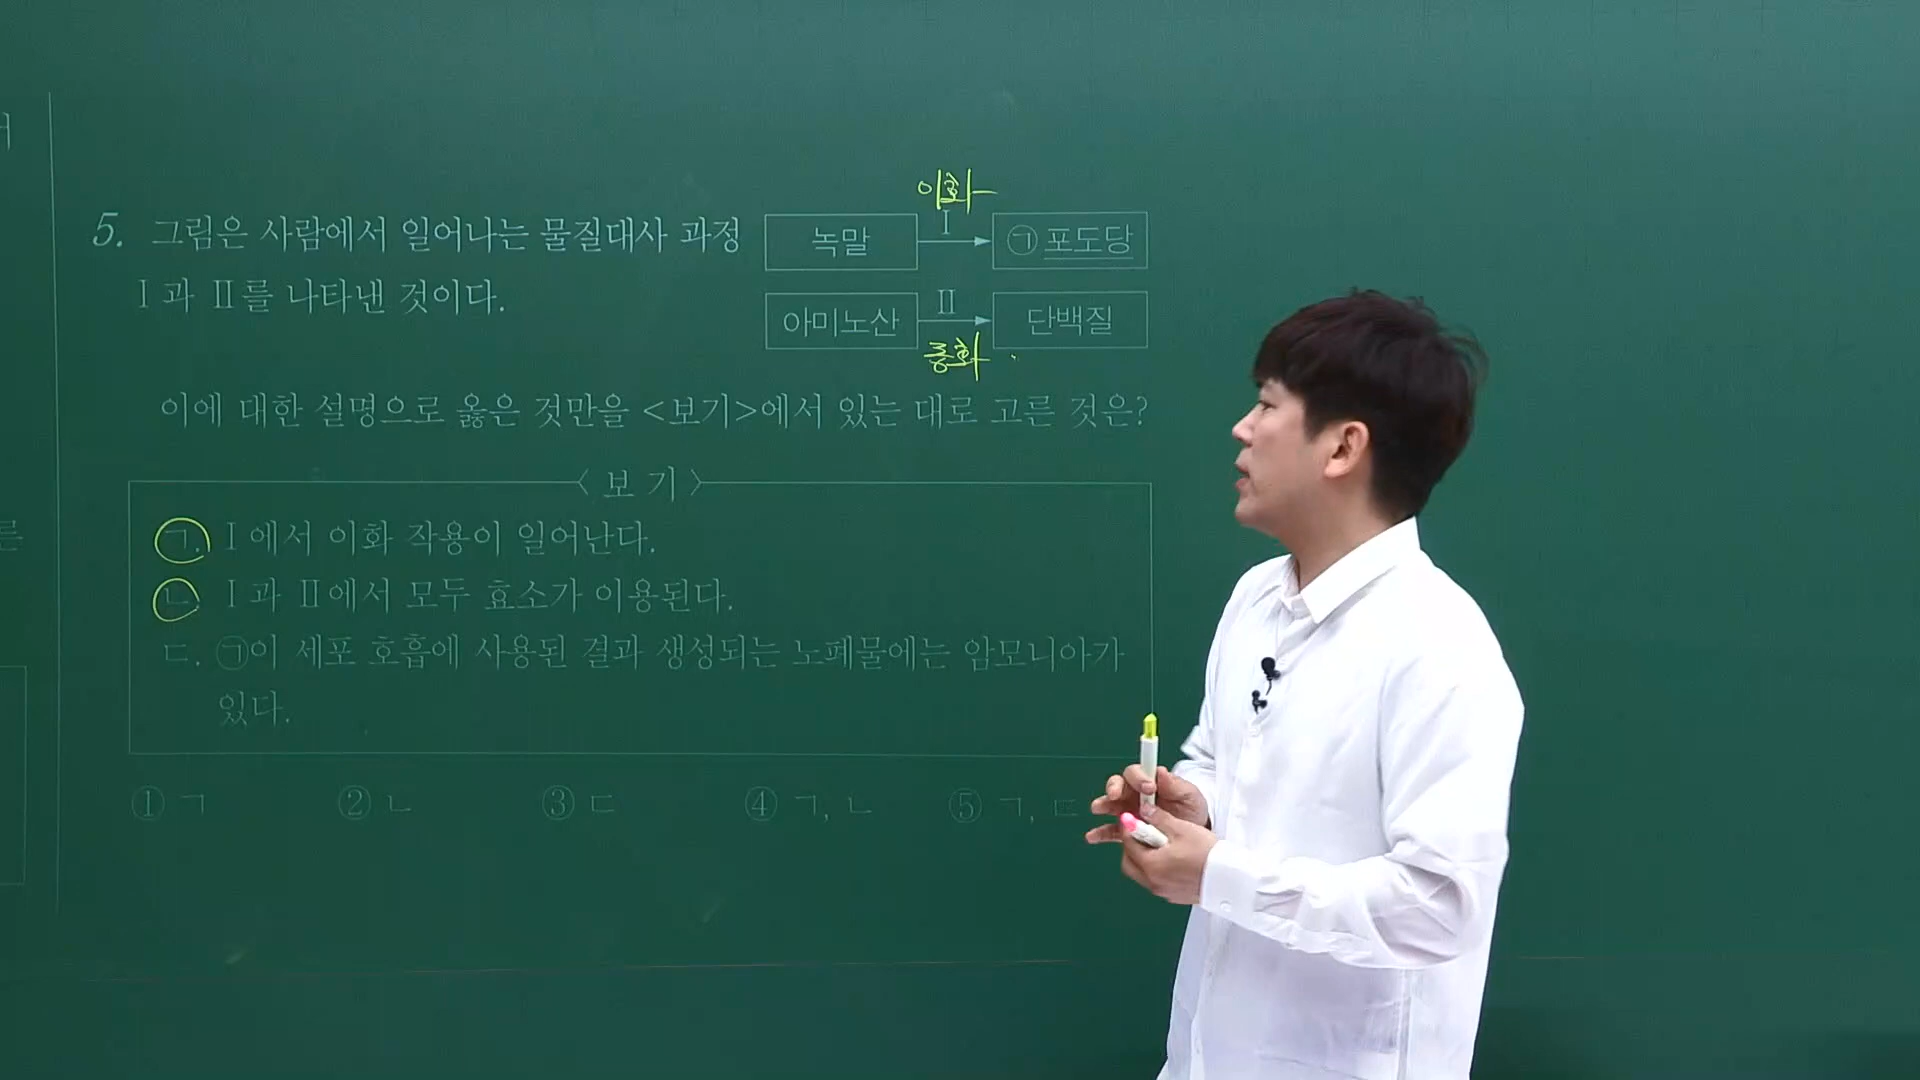 5. 그림은 사람에서 일어나는 물질대사 과정
Ⅰ과 Ⅱ를 나타낸 것이다.
이화
녹말 Ⅰ ㉠ 포도당
아미노산 Ⅱ 단백질
동화
이에 대한 설명으로 옳은 것만을 <보기>에서 있는 대로 고른 것은?
<보 기>
ㄱ. Ⅰ에서 이화 작용이 일어난다.
ㄴ. Ⅰ과 Ⅱ에서 모두 효소가 이용된다.
ㄷ. ㉠이 세포 호흡에 사용된 결과 생성되는 노폐물에는 암모니아가
있다.
① ㄱ ② ㄴ ③ ㄷ ④ ㄱ, ㄴ ⑤ ㄱ, ㄷ